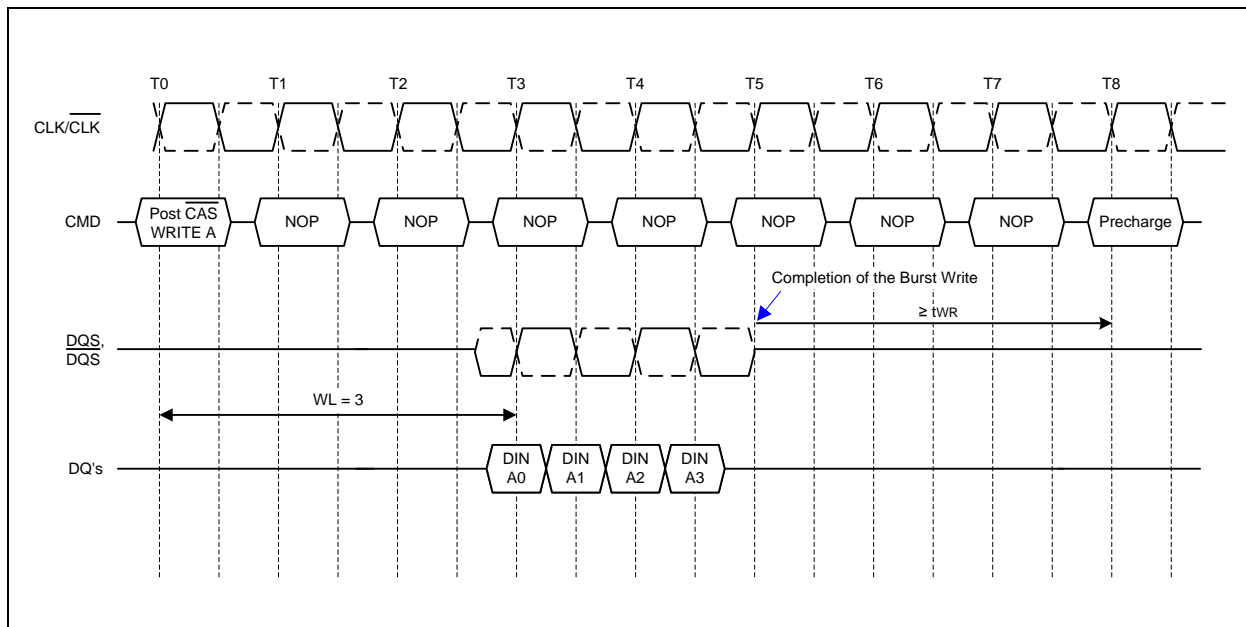 T0 T1 T2 T3 T4 T5 T6 T7 T8
CLK/CLK
CMD
Post CAS
WRITE A
NOP NOP NOP NOP NOP NOP NOP Precharge
Completion of the Burst Write
≥ tWR
DQS,
DQS
WL = 3
DQ's
DIN DIN DIN DIN
A0 A1 A2 A3